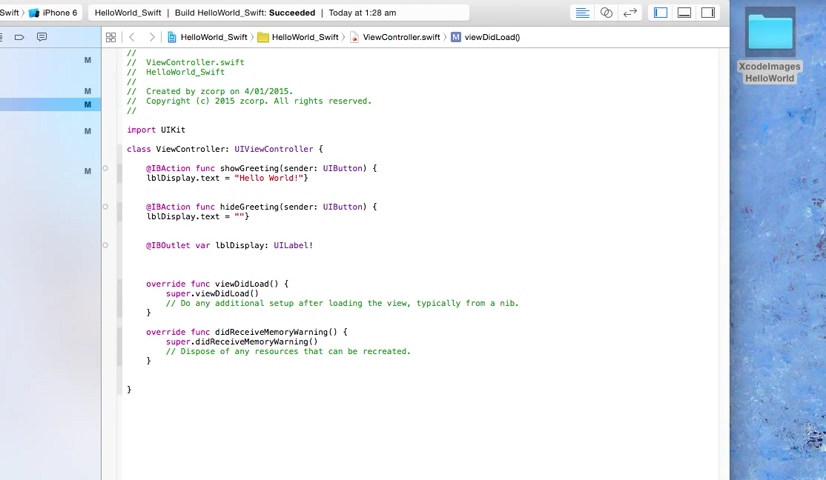 Swift
iPhone 6
HelloWorld_Swift | Build HelloWorld_Swift: Succeeded | Today at 1:28 am
HelloWorld_Swift
HelloWorld_Swift
ViewController.swift
M
viewDidLoad()
XcodeImages
HelloWorld
M
M
M
M
M
//
// ViewController.swift
// HelloWorld_Swift
//
// Created by zcorp on 4/01/2015.
// Copyright (c) 2015 zcorp. All rights reserved.
//
import UIKit
class ViewController: UIViewController {
@IBAction func showGreeting(sender: UIButton) {
lblDisplay.text = "Hello World!"}
@IBAction func hideGreeting(sender: UIButton) {
lblDisplay.text = ""}
@IBOutlet var lblDisplay: UILabel!
override func viewDidLoad() {
super.viewDidLoad()
// Do any additional setup after loading the view, typically from a nib.
}
override func didReceiveMemoryWarning() {
super.didReceiveMemoryWarning()
// Dispose of any resources that can be recreated.
}
}